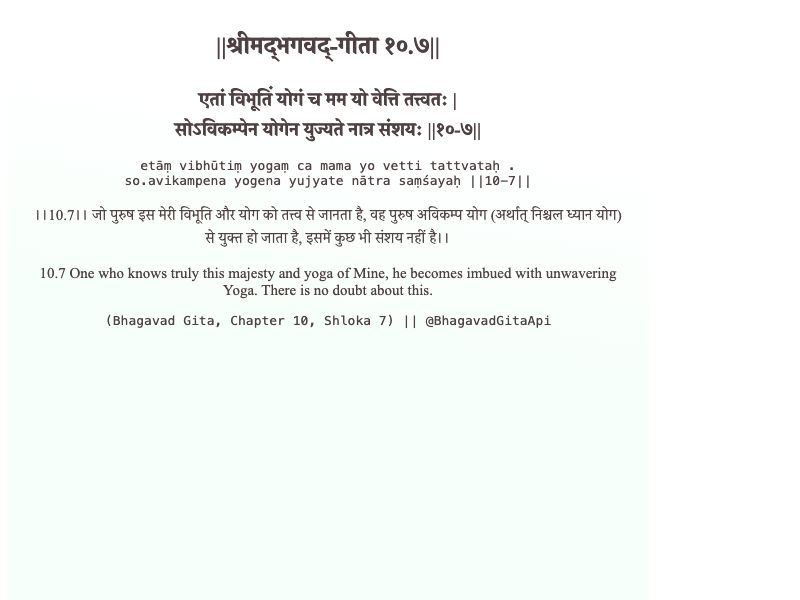 ||श्रीमद्‍भगवद्‍-गीता १०.७||
एतां विभूतिं योगं च मम यो वेत्ति तत्त्वतः |
सोऽविकम्पेन योगेन युज्यते नात्र संशयः ||१०-७||
etāṃ vibhūtiṃ yogaṃ ca mama yo vetti tattvataḥ .
so.avikampena yogena yujyate nātra saṃśayaḥ ||10-7||
।।10.7।। जो पुरुष इस मेरी विभूति और योग को तत्त्व से जानता है, वह पुरुष अविकम्प योग (अर्थात् निश्चल ध्यान योग)
से युक्त हो जाता है, इसमें कुछ भी संशय नहीं है।।
10.7 One who knows truly this majesty and yoga of Mine, he becomes imbued with unwavering
Yoga. There is no doubt about this.
(Bhagavad Gita, Chapter 10, Shloka 7) || @BhagavadGitaApi